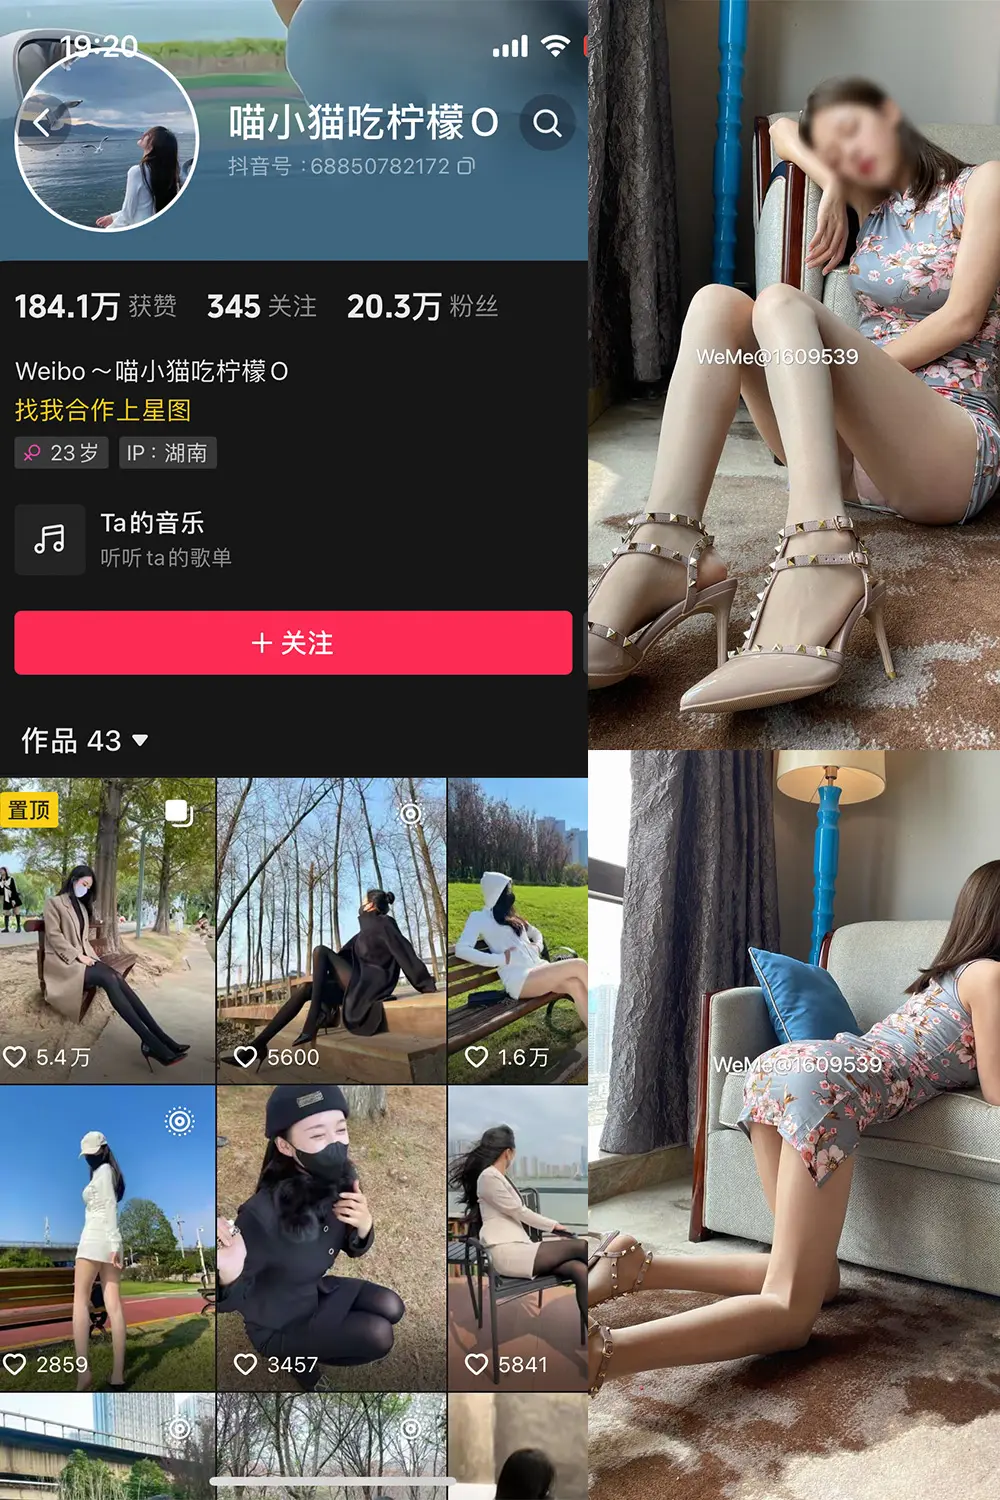 19:20
喵小猫吃柠檬O
抖音号：68850782172
184.1万 获赞 345 关注 20.3万 粉丝
Weibo～喵小猫吃柠檬O
找我合作上星图
23岁 IP：湖南
Ta的音乐
听听ta的歌单
+ 关注
作品 43
置顶
5.4万
5600
1.6万
2859
3457
5841
WeMe@1609539
WeMe@1609539